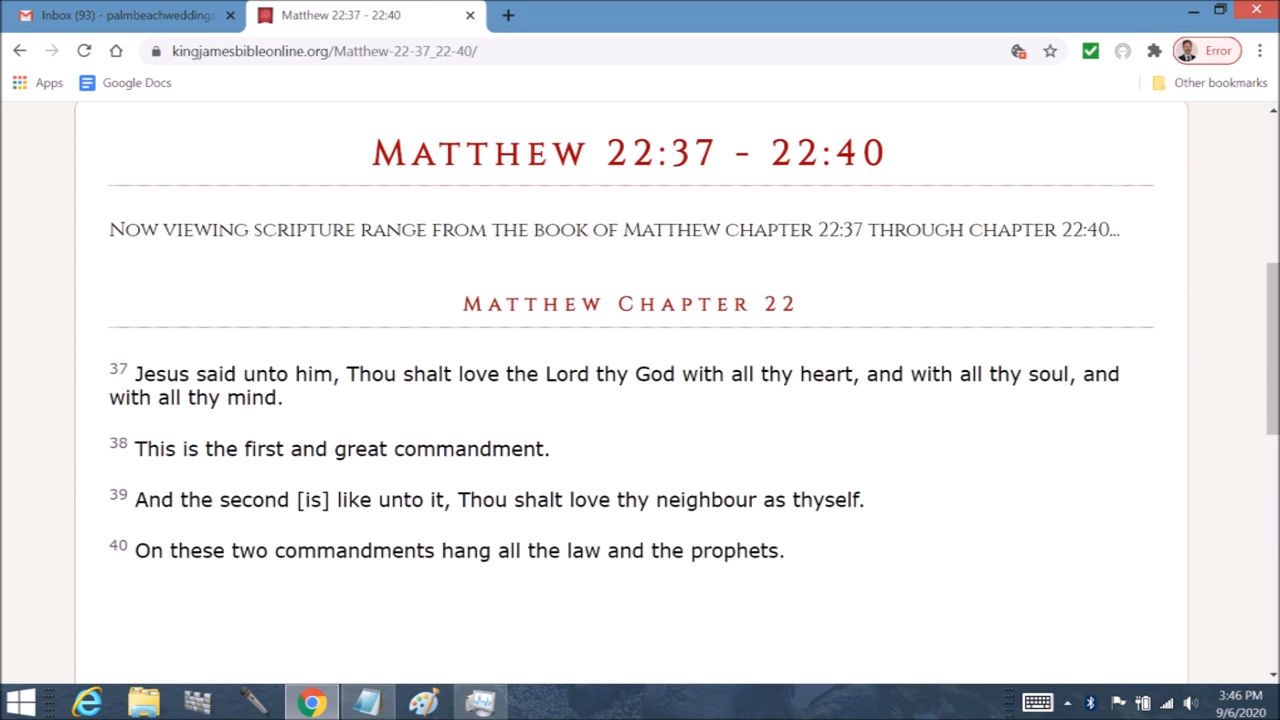 Inbox (93) - palmbeachwedding
Matthew 22:37 - 22:40
kingjamesbibleonline.org/Matthew-22-37_22-40/
Error
Apps
Google Docs
Other bookmarks
MATTHEW 22:37 - 22:40
NOW VIEWING SCRIPTURE RANGE FROM THE BOOK OF MATTHEW CHAPTER 22:37 THROUGH CHAPTER 22:40...
MATTHEW CHAPTER 22
37 Jesus said unto him, Thou shalt love the Lord thy God with all thy heart, and with all thy soul, and
with all thy mind.
38 This is the first and great commandment.
39 And the second [is] like unto it, Thou shalt love thy neighbour as thyself.
40 On these two commandments hang all the law and the prophets.
3:46 PM
9/6/2020